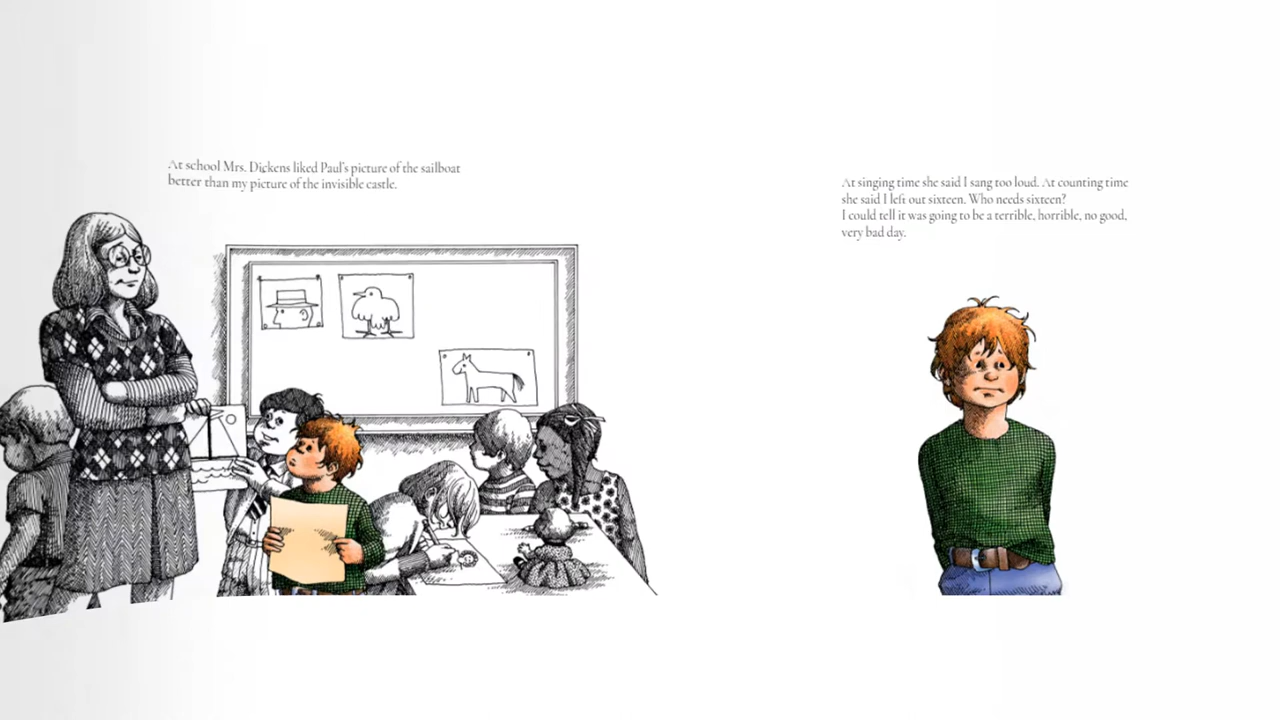 At school Mrs. Dickens liked Paul's picture of the sailboat
better than my picture of the invisible castle.
At singing time she said I sang too loud. At counting time
she said I left out sixteen. Who needs sixteen?
I could tell it was going to be a terrible, horrible, no good,
very bad day.